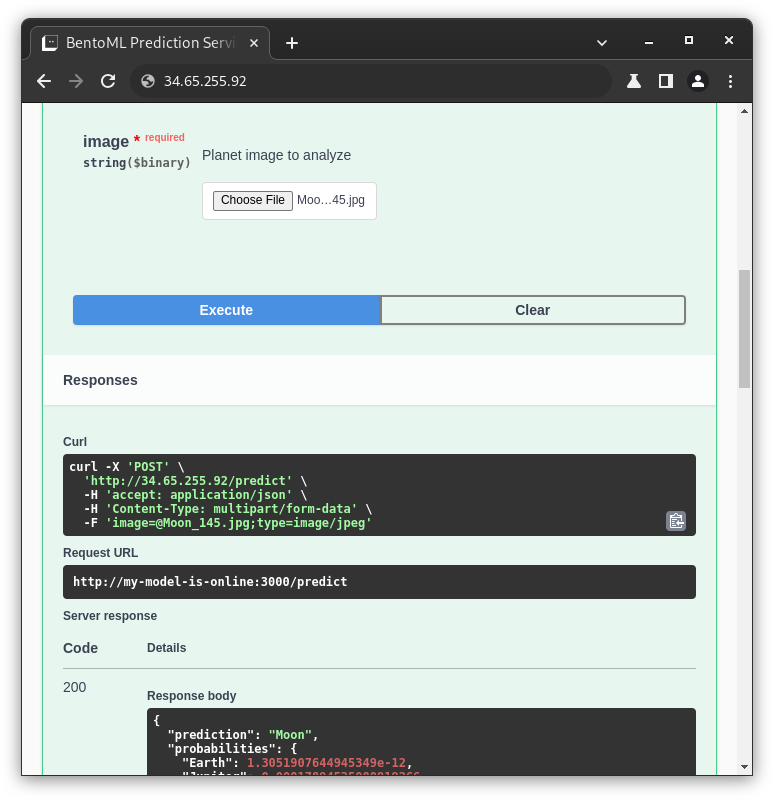 BentoML Prediction Servi
34.65.255.92
image * required
string($binary)
Planet image to analyze
Choose File Moo…45.jpg
Execute
Clear
Responses
Curl
curl -X 'POST' \
'http://34.65.255.92/predict' \
-H 'accept: application/json' \
-H 'Content-Type: multipart/form-data' \
-F 'image=@Moon_145.jpg;type=image/jpeg'
Request URL
http://my-model-is-online:3000/predict
Server response
Code Details
200
Response body
{
"prediction": "Moon",
"probabilities": {
"Earth": 1.3051907644945349e-12,
"Jupiter":